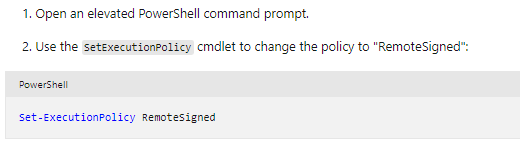 1. Open an elevated PowerShell command prompt.
2. Use the SetExecutionPolicy cmdlet to change the policy to "RemoteSigned":
PowerShell
Set-ExecutionPolicy RemoteSigned